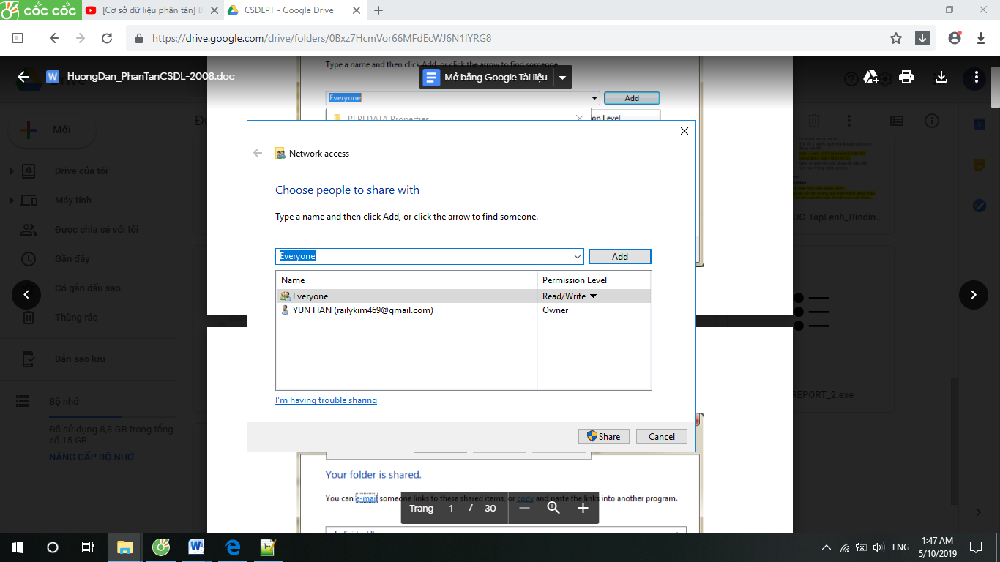 cốc cốc
[Cơ sở dữ liệu phân tán] B
CSDLPT - Google Drive
https://drive.google.com/drive/folders/0Bxz7HcmVor66MFdEcWJ6N1lYRG8
Type a name and then click Add, or click the arrow to find someone.
W HuongDan_PhanTanCSDL-2008.doc
Mở bằng Google Tài liệu
Everyone
Add
REPLDATA Properties
on Level
Mới
Drive của tôi
Máy tính
Được chia sẻ với tôi
Gần đây
Có gắn dấu sao
Thùng rác
Bản sao lưu
Bộ nhớ
Đã sử dụng 8,8 GB trong tổng
số 15 GB
NÂNG CẤP BỘ NHỚ
Network access
Choose people to share with
Type a name and then click Add, or click the arrow to find someone.
Everyone
Add
Name
Permission Level
Everyone
Read/Write
YUN HAN (railykim469@gmail.com)
Owner
I'm having trouble sharing
Share
Cancel
UC-TapLenh_Bindin...
REPORT_2.exe
Your folder is shared.
You can e-mail someone links to these shared items, or copy and paste the links into another program.
Trang 1 / 30
ENG
1:47 AM
5/10/2019